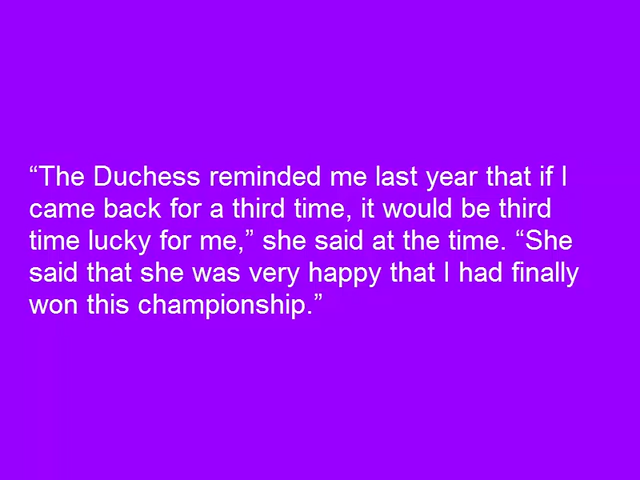 “The Duchess reminded me last year that if I
came back for a third time, it would be third
time lucky for me,” she said at the time. “She
said that she was very happy that I had finally
won this championship.”